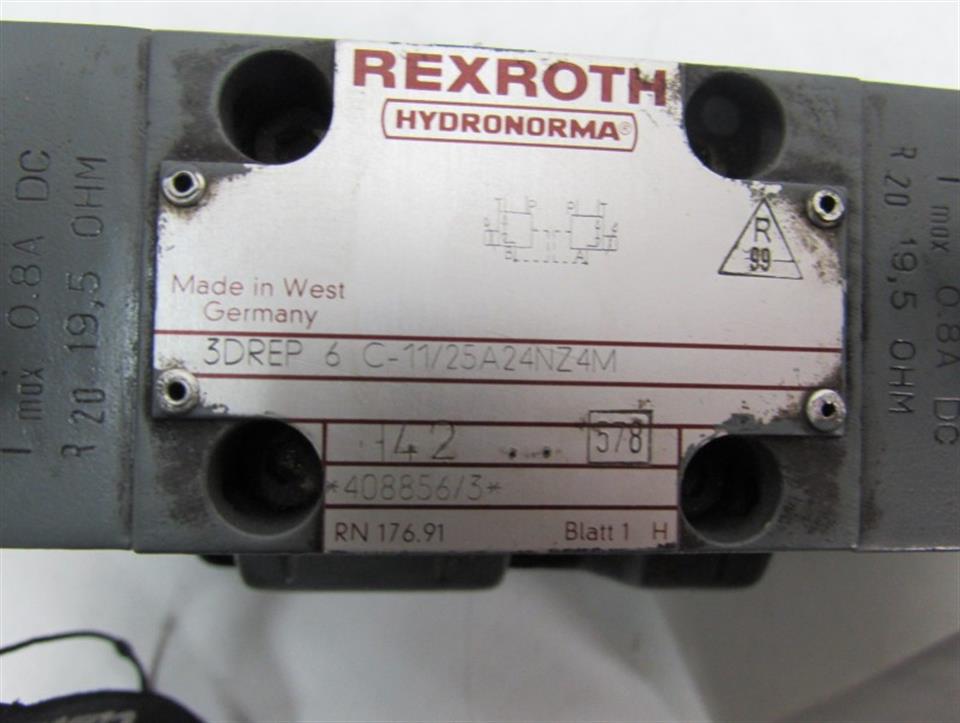 REXROTH
HYDRONORMA®
T P P T
B A
R
99
Made in West
Germany
3DREP 6 C-11/25A24NZ4M
42 578
*408856/3*
RN 176.91 Blatt 1 H
I max 0.8A DC
R 20 19,5 OHM
I max 0.8A DC
R 20 19,5 OHM